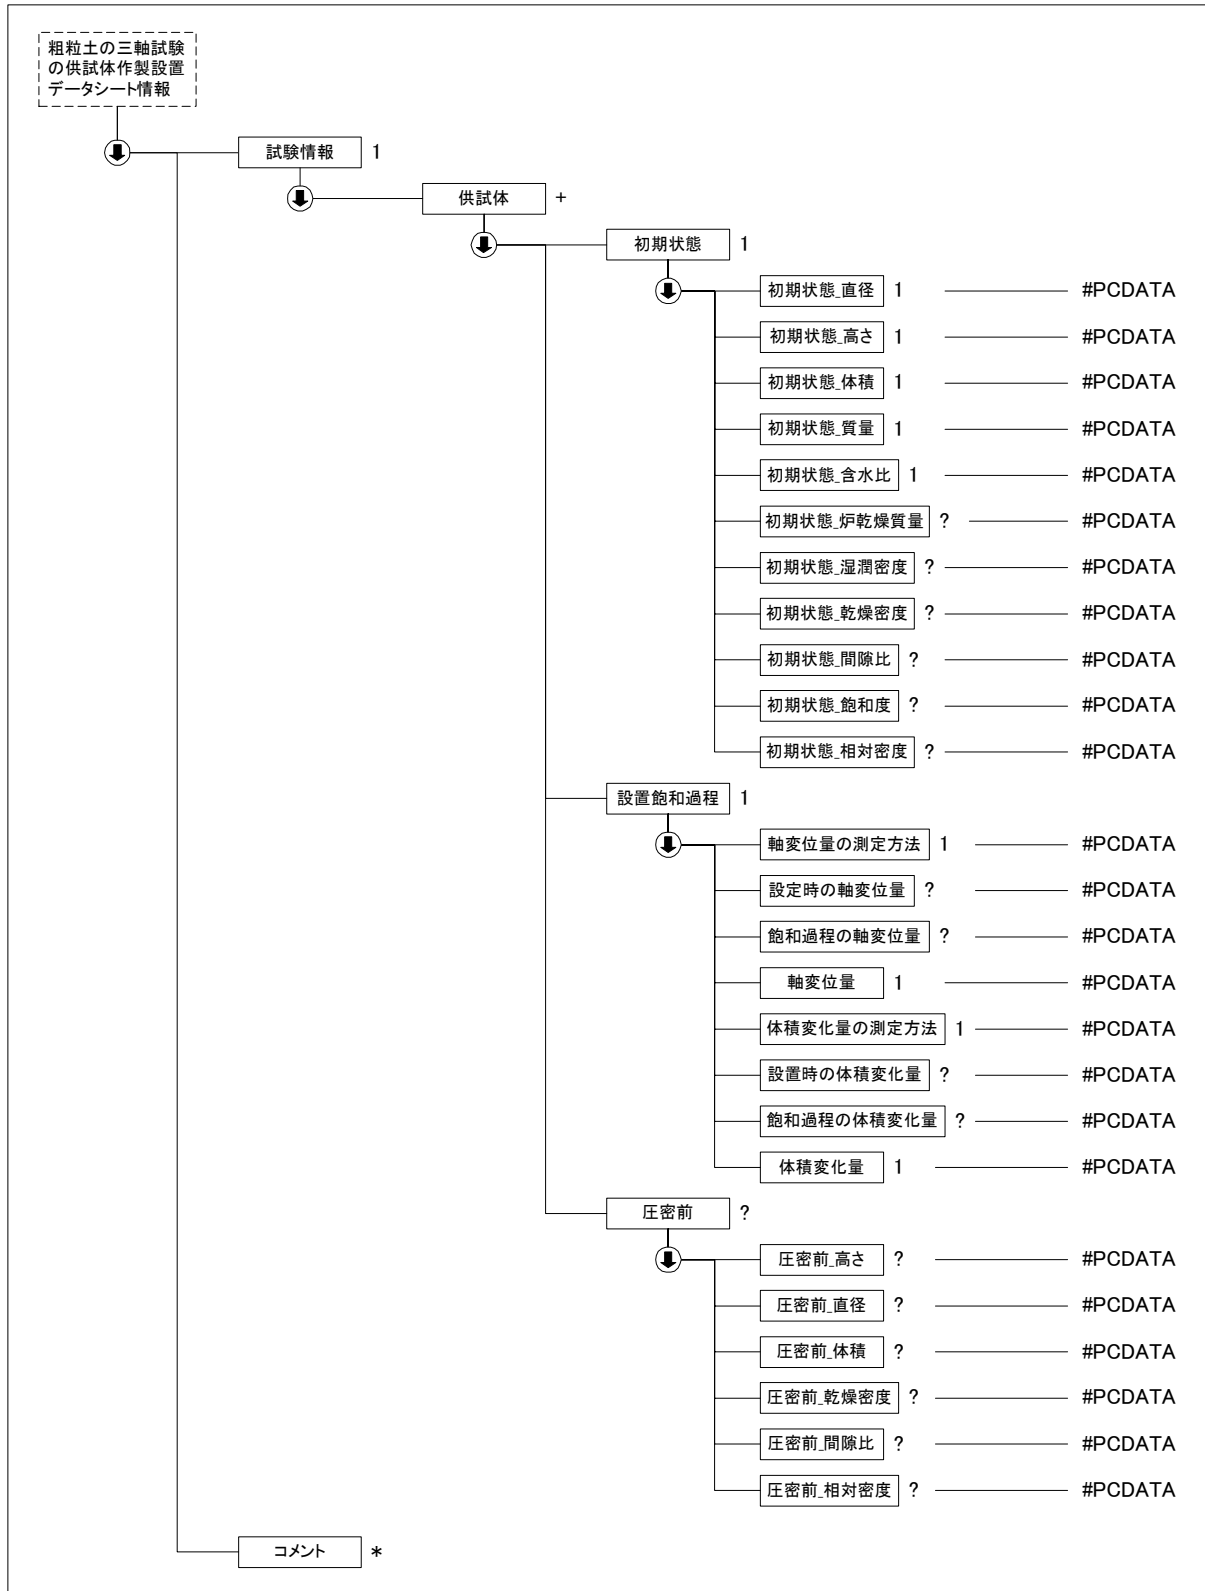 粗粒土の三軸試験
の供試体作製設置
データシート情報
試験情報 1
供試体 +
初期状態 1
初期状態_直径 1 #PCDATA
初期状態_高さ 1 #PCDATA
初期状態_体積 1 #PCDATA
初期状態_質量 1 #PCDATA
初期状態_含水比 1 #PCDATA
初期状態_炉乾燥質量 ? #PCDATA
初期状態_湿潤密度 ? #PCDATA
初期状態_乾燥密度 ? #PCDATA
初期状態_間隙比 ? #PCDATA
初期状態_飽和度 ? #PCDATA
初期状態_相対密度 ? #PCDATA
設置飽和過程 1
軸変位量の測定方法 1 #PCDATA
設定時の軸変位量 ? #PCDATA
飽和過程の軸変位量 ? #PCDATA
軸変位量 1 #PCDATA
体積変化量の測定方法 1 #PCDATA
設置時の体積変化量 ? #PCDATA
飽和過程の体積変化量 ? #PCDATA
体積変化量 1 #PCDATA
圧密前 ?
圧密前_高さ ? #PCDATA
圧密前_直径 ? #PCDATA
圧密前_体積 ? #PCDATA
圧密前_乾燥密度 ? #PCDATA
圧密前_間隙比 ? #PCDATA
圧密前_相対密度 ? #PCDATA
コメント *